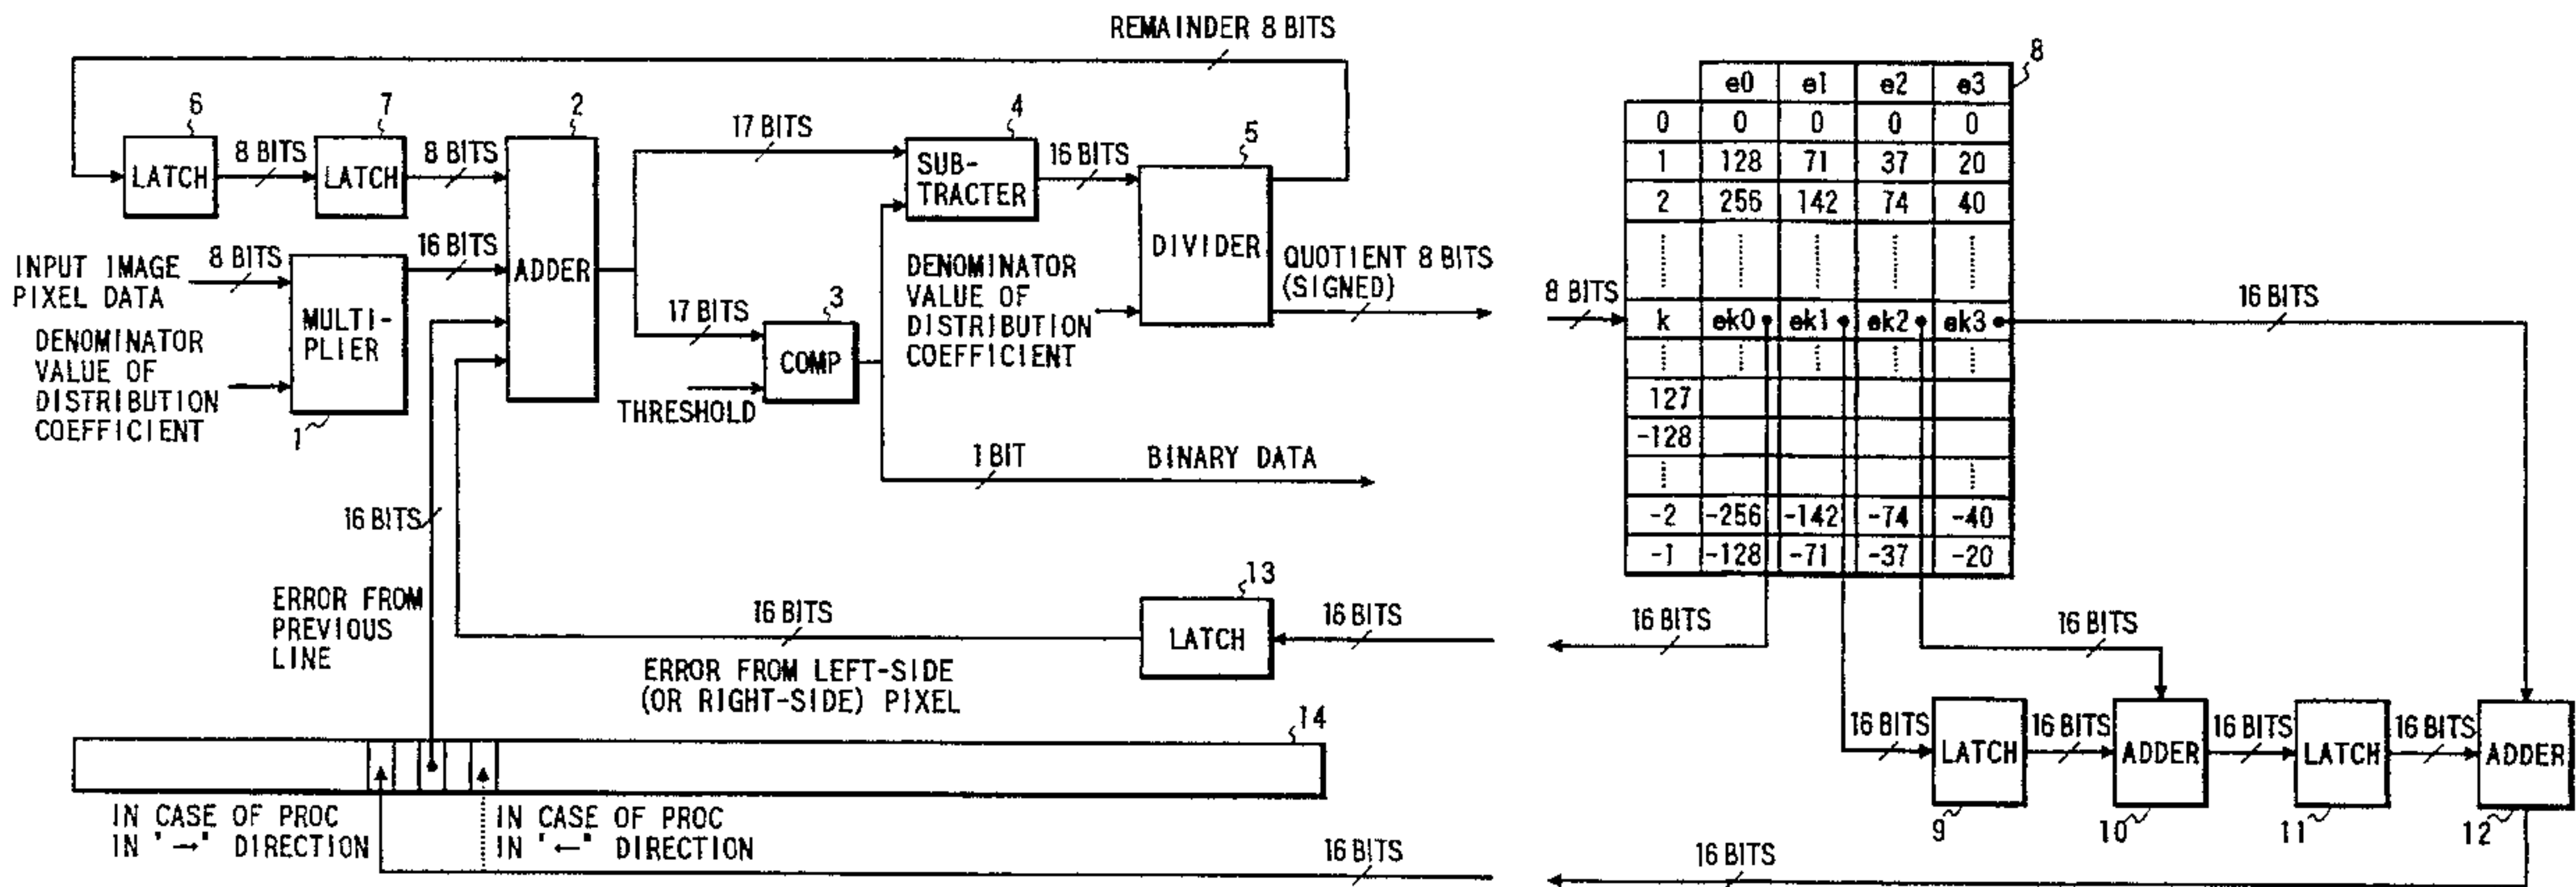 REMAINDER 8 BITS
6
7
2
4
5
8
LATCH
8 BITS
LATCH
8 BITS
17 BITS
SUB-
TRACTER
16 BITS
INPUT IMAGE
PIXEL DATA
8 BITS
MULTI-
PLIER
16 BITS
ADDER
DENOMINATOR
VALUE OF
DISTRIBUTION
COEFFICIENT
1
17 BITS
3
COMP
THRESHOLD
DENOMINATOR
VALUE OF
DISTRIBUTION
COEFFICIENT
DIVIDER
QUOTIENT 8 BITS
(SIGNED)
1 BIT
BINARY DATA
16 BITS
ERROR FROM
PREVIOUS
LINE
16 BITS
13
LATCH
16 BITS
ERROR FROM LEFT-SIDE
(OR RIGHT-SIDE) PIXEL
14
IN CASE OF PROC
IN "→" DIRECTION
IN CASE OF PROC
IN "←" DIRECTION
16 BITS
e0 e1 e2 e3
0 0 0 0 0
1 128 71 37 20
2 256 142 74 40
8 BITS
k ek0 ek1 ek2 ek3
16 BITS
127
-128
-2 -256 -142 -74 -40
-1 -128 -71 -37 -20
16 BITS
16 BITS
16 BITS
LATCH
16 BITS
ADDER
16 BITS
LATCH
16 BITS
ADDER
9
10
11
12
16 BITS